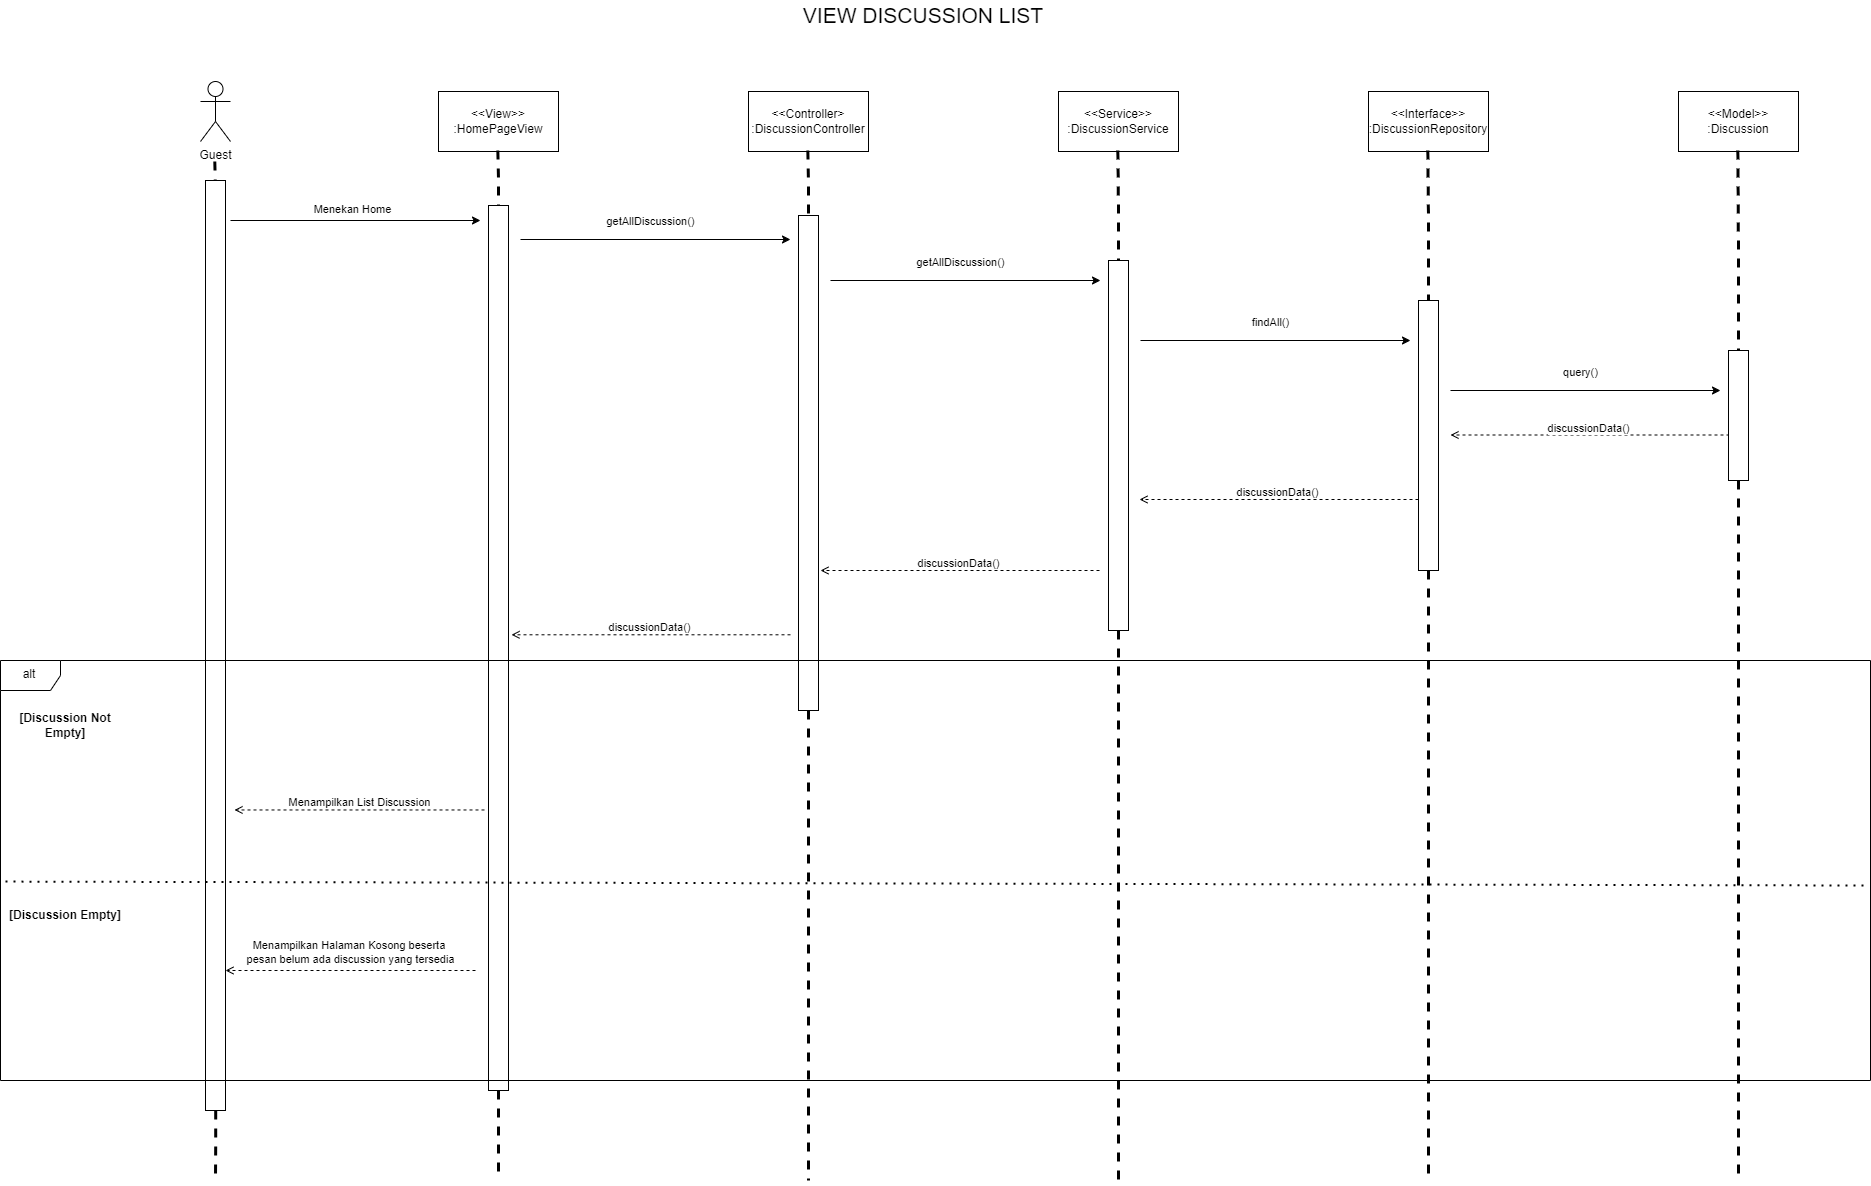 VIEW DISCUSSION LIST
Guest
<<View>>
:HomePageView
<<Controller>
:DiscussionController
<<Service>>
:DiscussionService
<<Interface>>
:DiscussionRepository
<<Model>>
:Discussion
Menekan Home
getAllDiscussion()
getAllDiscussion()
findAll()
query()
discussionData()
discussionData()
discussionData()
discussionData()
alt
[Discussion Not
Empty]
Menampilkan List Discussion
[Discussion Empty]
Menampilkan Halaman Kosong beserta
pesan belum ada discussion yang tersedia